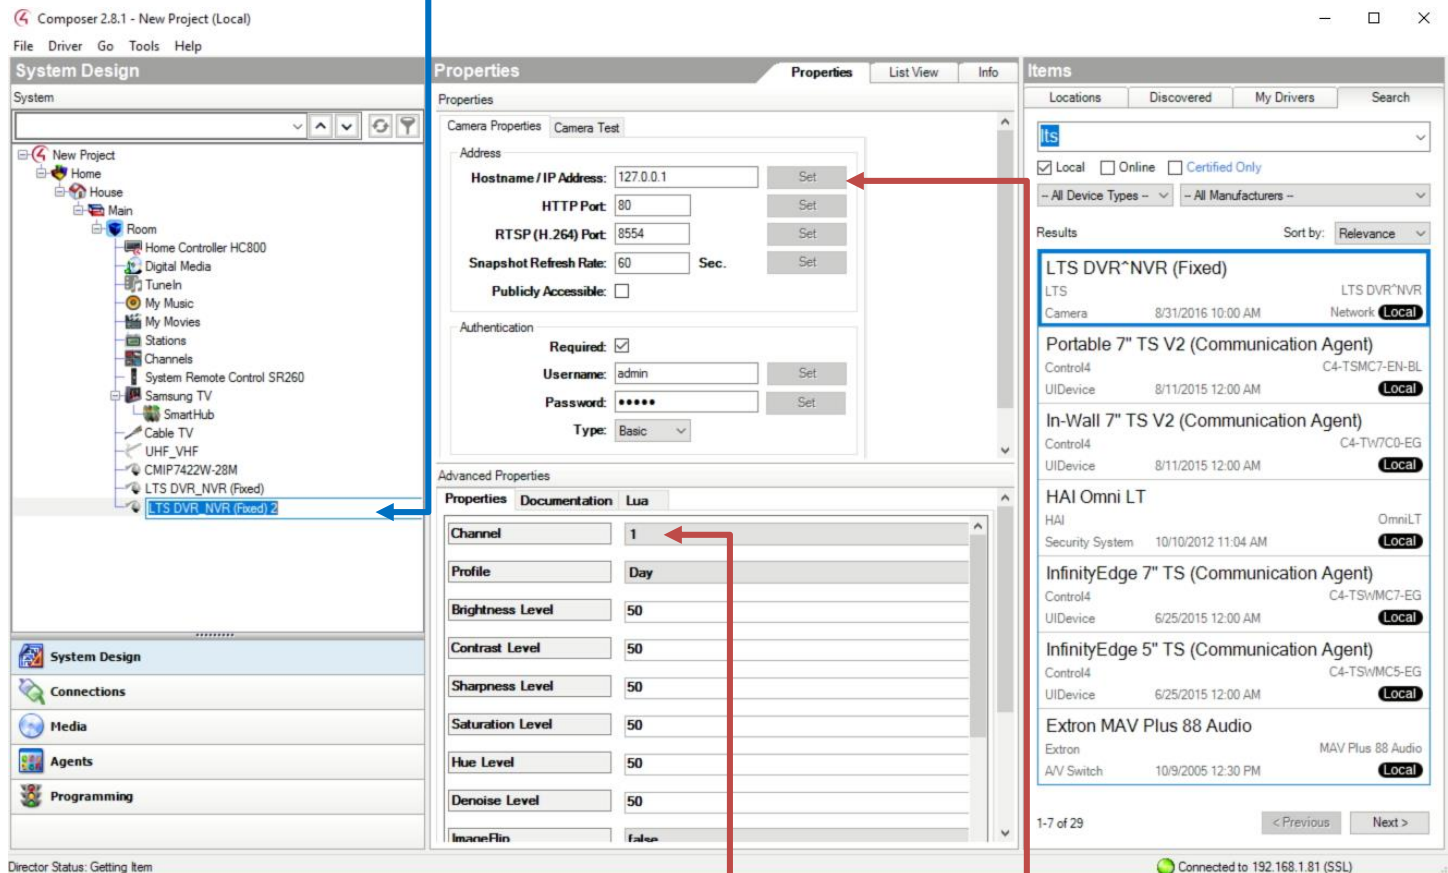 Composer 2.8.1 - New Project (Local)
File Driver Go Tools Help
System Design
System
New Project
Home
House
Main
Room
Home Controller HC800
Digital Media
TuneIn
My Music
My Movies
Stations
Channels
System Remote Control SR260
Samsung TV
SmartHub
Cable TV
UHF_VHF
CMIP7422W-28M
LTS DVR_NVR (Fixed)
LTS DVR_NVR (Fixed) 2
System Design
Connections
Media
Agents
Programming
Properties
Properties List View Info
Properties
Camera Properties Camera Test
Address
Hostname / IP Address: 127.0.0.1 Set
HTTP Port: 80 Set
RTSP (H.264) Port: 8554 Set
Snapshot Refresh Rate: 60 Sec. Set
Publicly Accessible:
Authentication
Required:
Username: admin Set
Password: ••••• Set
Type: Basic
Advanced Properties
Properties Documentation Lua
Channel 1
Profile Day
Brightness Level 50
Contrast Level 50
Sharpness Level 50
Saturation Level 50
Hue Level 50
Denoise Level 50
ImageFlip false
Items
Locations Discovered My Drivers Search
lts
Local Online Certified Only
-- All Device Types -- -- All Manufacturers --
Results Sort by: Relevance
LTS DVR^NVR (Fixed)
LTS LTS DVR^NVR
Camera 8/31/2016 10:00 AM Network Local
Portable 7" TS V2 (Communication Agent)
Control4 C4-TSMC7-EN-BL
UIDevice 8/11/2015 12:00 AM Local
In-Wall 7" TS V2 (Communication Agent)
Control4 C4-TW7C0-EG
UIDevice 8/11/2015 12:00 AM Local
HAI Omni LT
HAI OmniLT
Security System 10/10/2012 11:04 AM Local
InfinityEdge 7" TS (Communication Agent)
Control4 C4-TSWMC7-EG
UIDevice 6/25/2015 12:00 AM Local
InfinityEdge 5" TS (Communication Agent)
Control4 C4-TSWMC5-EG
UIDevice 6/25/2015 12:00 AM Local
Extron MAV Plus 88 Audio
Extron MAV Plus 88 Audio
A/V Switch 10/9/2005 12:30 PM Local
1-7 of 29 < Previous Next >
Director Status: Getting Item Connected to 192.168.1.81 (SSL)